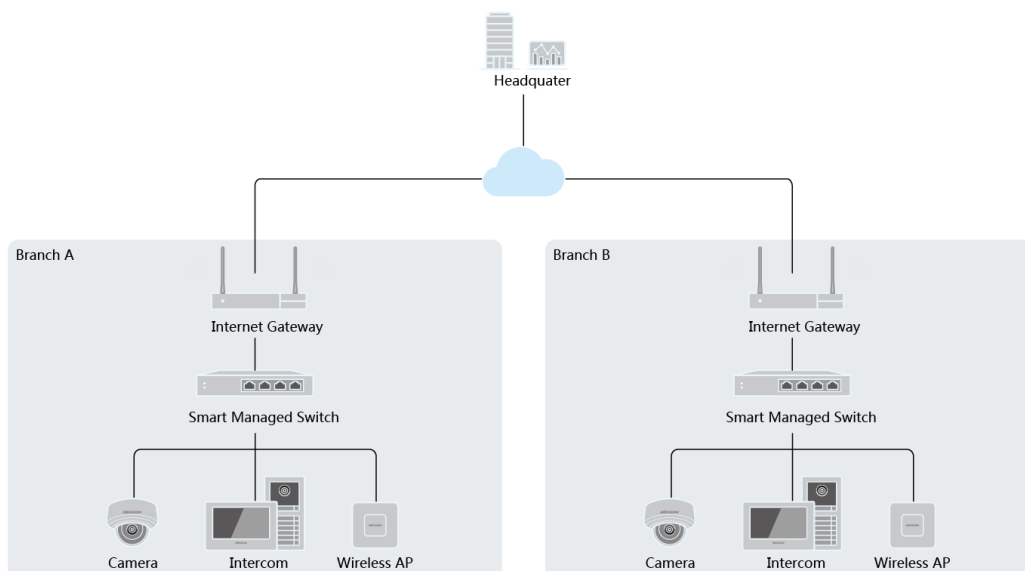 Headquater
Branch A
Branch B
Internet Gateway
Internet Gateway
Smart Managed Switch
Smart Managed Switch
Camera
Intercom
Wireless AP
Camera
Intercom
Wireless AP